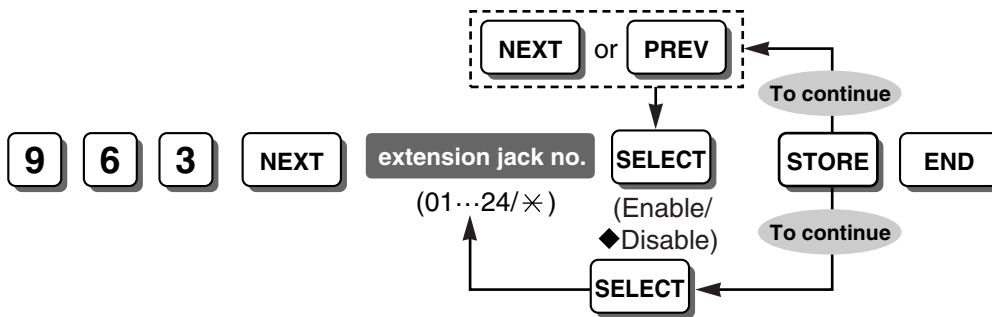 NEXT or PREV
To continue
9 6 3 NEXT extension jack no. SELECT STORE END
(01···24/✳)
(Enable/
◆Disable)
To continue
SELECT